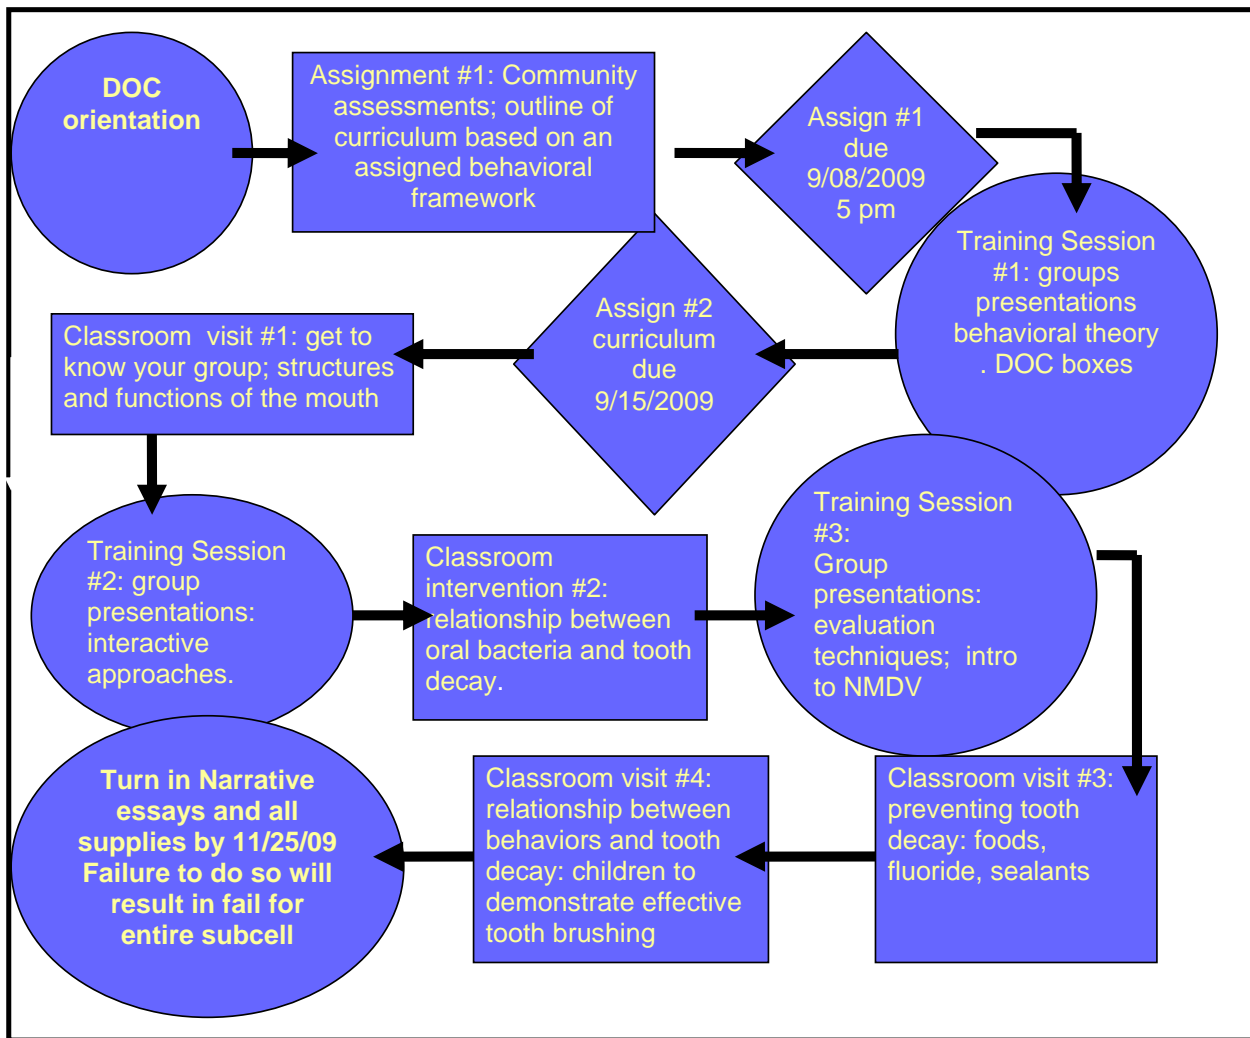 DOC
orientation
Assignment #1: Community
assessments; outline of
curriculum based on an
assigned behavioral
framework
Assign #1
due
9/08/2009
5 pm
Training Session
#1: groups
presentations
behavioral theory
. DOC boxes
Assign #2
curriculum
due
9/15/2009
Classroom  visit #1: get to
know your group; structures
and functions of the mouth
Training Session
#2: group
presentations:
interactive
approaches.
Classroom
intervention #2:
relationship between
oral bacteria and tooth
decay.
Training Session
#3:
Group
presentations:
evaluation
techniques;  intro
to NMDV
Classroom visit #3:
preventing tooth
decay: foods,
fluoride, sealants
Classroom visit #4:
relationship between
behaviors and tooth
decay: children to
demonstrate effective
tooth brushing
Turn in Narrative
essays and all
supplies by 11/25/09
Failure to do so will
result in fail for
entire subcell